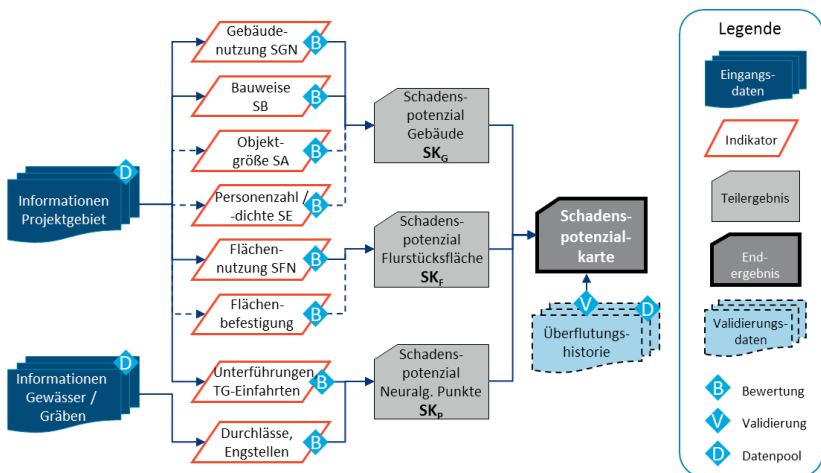 Gebäude-
nutzung SGN
B
Bauweise
SB
B
Objekt-
größe SA
B
Personenzahl /
-dichte SE
B
Flächen-
nutzung SFN
B
Flächen-
befestigung
B
Unterführungen,
TG-Einfahrten
B
Durchlässe,
Engstellen
B
D
Informationen
Projektgebiet
D
Informationen
Gewässer /
Gräben
Schadens-
potenzial
Gebäude
SKG
Schadens-
potenzial
Flurstücksfläche
SKF
Schadens-
potenzial
Neuralg. Punkte
SKP
Schadens-
potenzial-
karte
V
D
Überflutungs-
historie
Legende
Eingangs-
daten
Indikator
Teilergebnis
End-
ergebnis
Validierungs-
daten
B Bewertung
V Validierung
D Datenpool